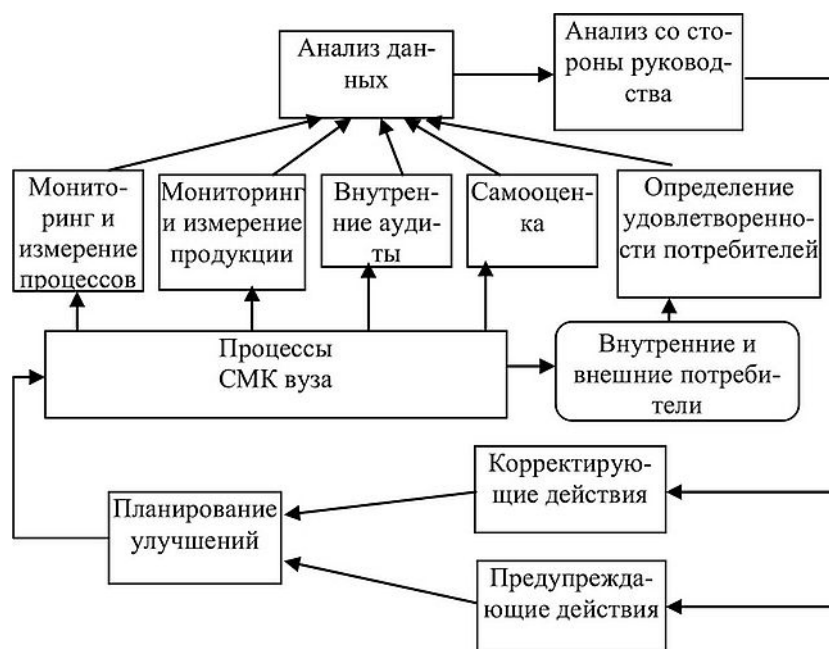 Анализ дан-
ных
Анализ со сто-
роны руковод-
ства
Монито-
ринг и
измерение
процессов
Мониторинг
и измерение
продукции
Внутрен-
ние ауди-
ты
Самооцен-
ка
Определение
удовлетворенно-
сти потребителей
Процессы
СМК вуза
Внутренние и
внешние потреби-
тели
Корректирую-
щие действия
Планирование
улучшений
Предупреждаю-
ющие действия